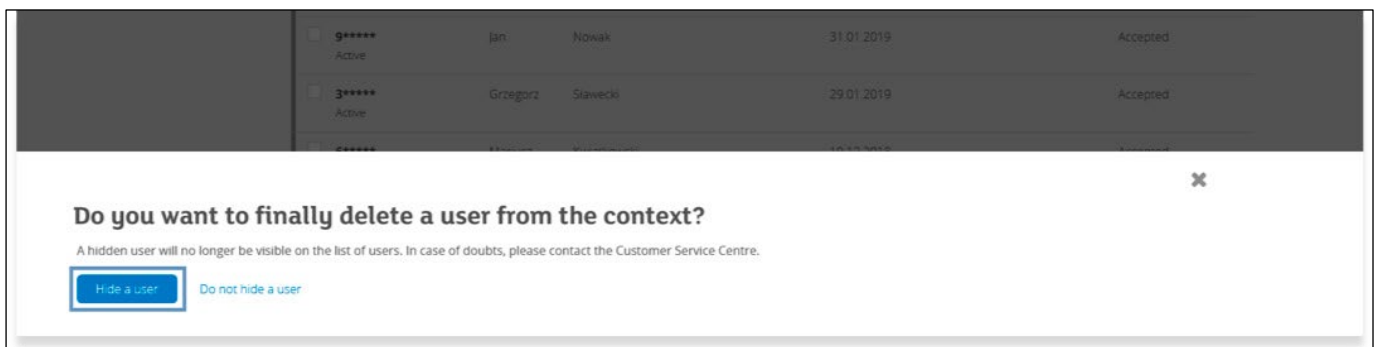 9***** Jan Nowak 31.01.2019 Accepted
Active
3***** Grzegorz Sławecki 29.01.2019 Accepted
Active
Do you want to finally delete a user from the context?
A hidden user will no longer be visible on the list of users. In case of doubts, please contact the Customer Service Centre.
Hide a user Do not hide a user